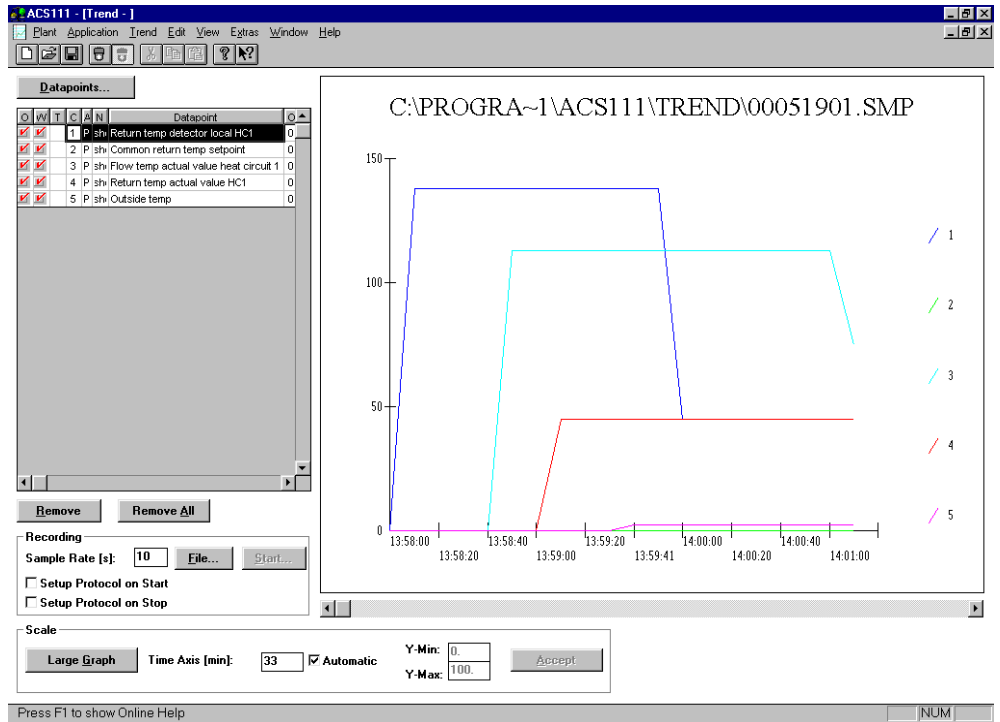 ACS111 - [Trend - ]
Plant Application Trend Edit View Extras Window Help
Datapoints...
O W T C A N Datapoint O
1 P sh Return temp detector local HC1 0
2 P sh Common return temp setpoint 0
3 P sh Flow temp actual value heat circuit 1 0
4 P sh Return temp actual value HC1 0
5 P sh Outside temp 0
Remove Remove All
Recording
Sample Rate [s]: 10 File... Start...
Setup Protocol on Start
Setup Protocol on Stop
C:\PROGRA~1\ACS111\TREND\00051901.SMP
150
100
50
0
1
2
3
4
5
13:58:00 13:58:40 13:59:20 14:00:00 14:00:40
13:58:20 13:59:00 13:59:41 14:00:20 14:01:00
Scale
Large Graph Time Axis [min]: 33 Automatic
Y-Min: 0.
Y-Max: 100.
Accept
Press F1 to show Online Help NUM